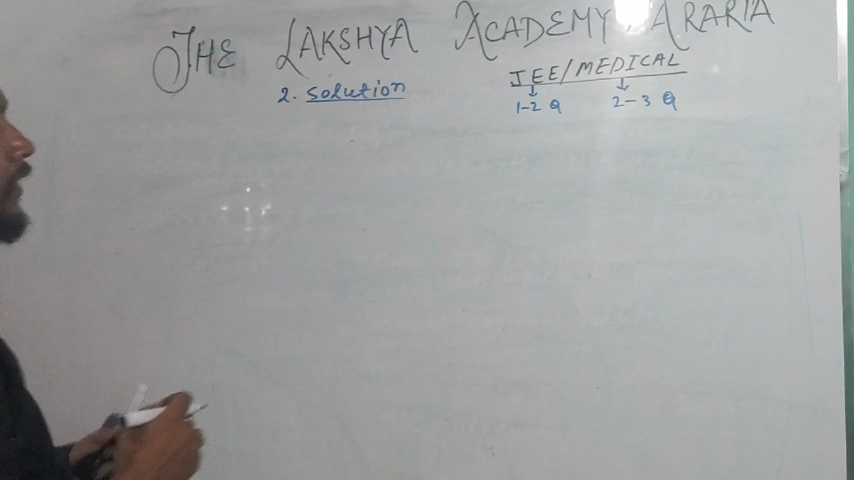 THE LAKSHYA ACADEMY, ARARIA
2. Solution
JEE/MEDICAL
1-2 Q 2-3 Q